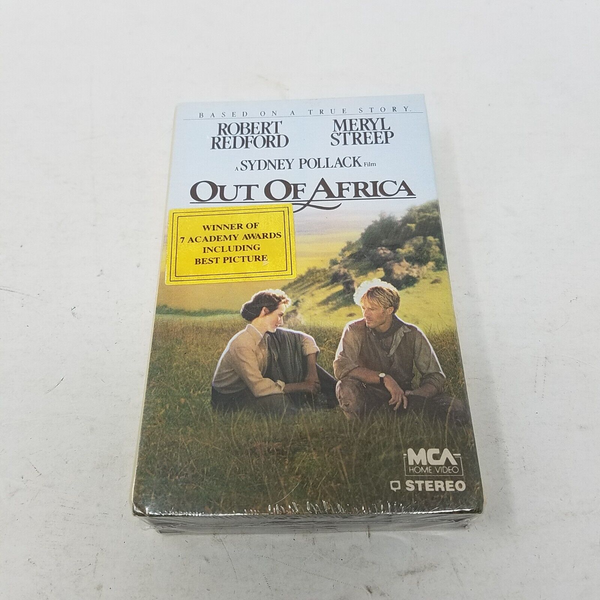 BASED ON A TRUE STORY
ROBERT REDFORD
MERYL STREEP
A SYDNEY POLLACK Film
OUT OF AFRICA
WINNER OF
7 ACADEMY AWARDS
INCLUDING
BEST PICTURE
MCA
HOME VIDEO
STEREO